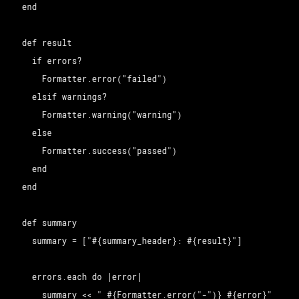 end
def result
if errors?
Formatter.error("failed")
elsif warnings?
Formatter.warning("warning")
else
Formatter.success("passed")
end
end
def summary
summary = ["#{summary_header}: #{result}"]
errors.each do |error|
summary << " #{Formatter.error("-")} #{error}"